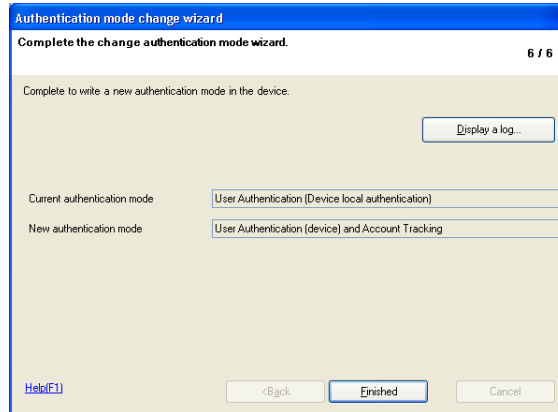 Authentication mode change wizard
Complete the change authentication mode wizard.
6 / 6
Complete to write a new authentication mode in the device.
Display a log...
Current authentication mode
User Authentication (Device local authentication)
New authentication mode
User Authentication (device) and Account Tracking
Help(F1)
<Back
Finished
Cancel